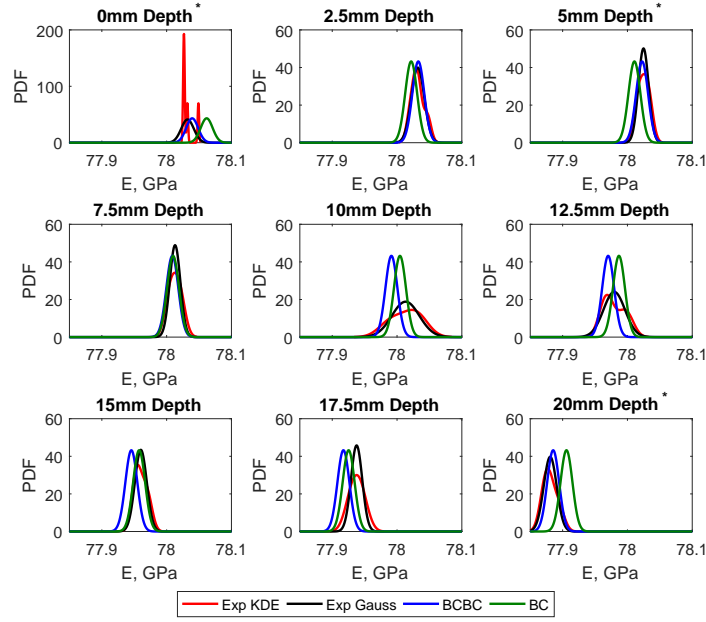 0mm Depth *
2.5mm Depth
5mm Depth *
PDF
200
100
0
77.9 78 78.1
E, GPa
PDF
60
40
20
0
77.9 78 78.1
E, GPa
PDF
60
40
20
0
77.9 78 78.1
E, GPa
7.5mm Depth
10mm Depth
12.5mm Depth
PDF
60
40
20
0
77.9 78 78.1
E, GPa
PDF
60
40
20
0
77.9 78 78.1
E, GPa
PDF
60
40
20
0
77.9 78 78.1
E, GPa
15mm Depth
17.5mm Depth
20mm Depth *
PDF
60
40
20
0
77.9 78 78.1
E, GPa
PDF
60
40
20
0
77.9 78 78.1
E, GPa
PDF
60
40
20
0
77.9 78 78.1
E, GPa
Exp KDE Exp Gauss BCBC BC